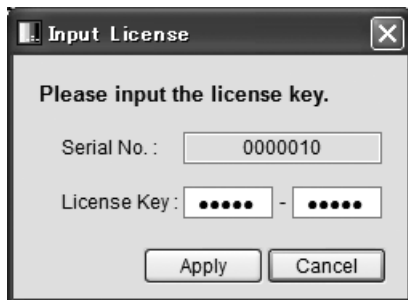 Input License
Please input the license key.
Serial No. : 0000010
License Key : ●●●●● - ●●●●●
Apply Cancel